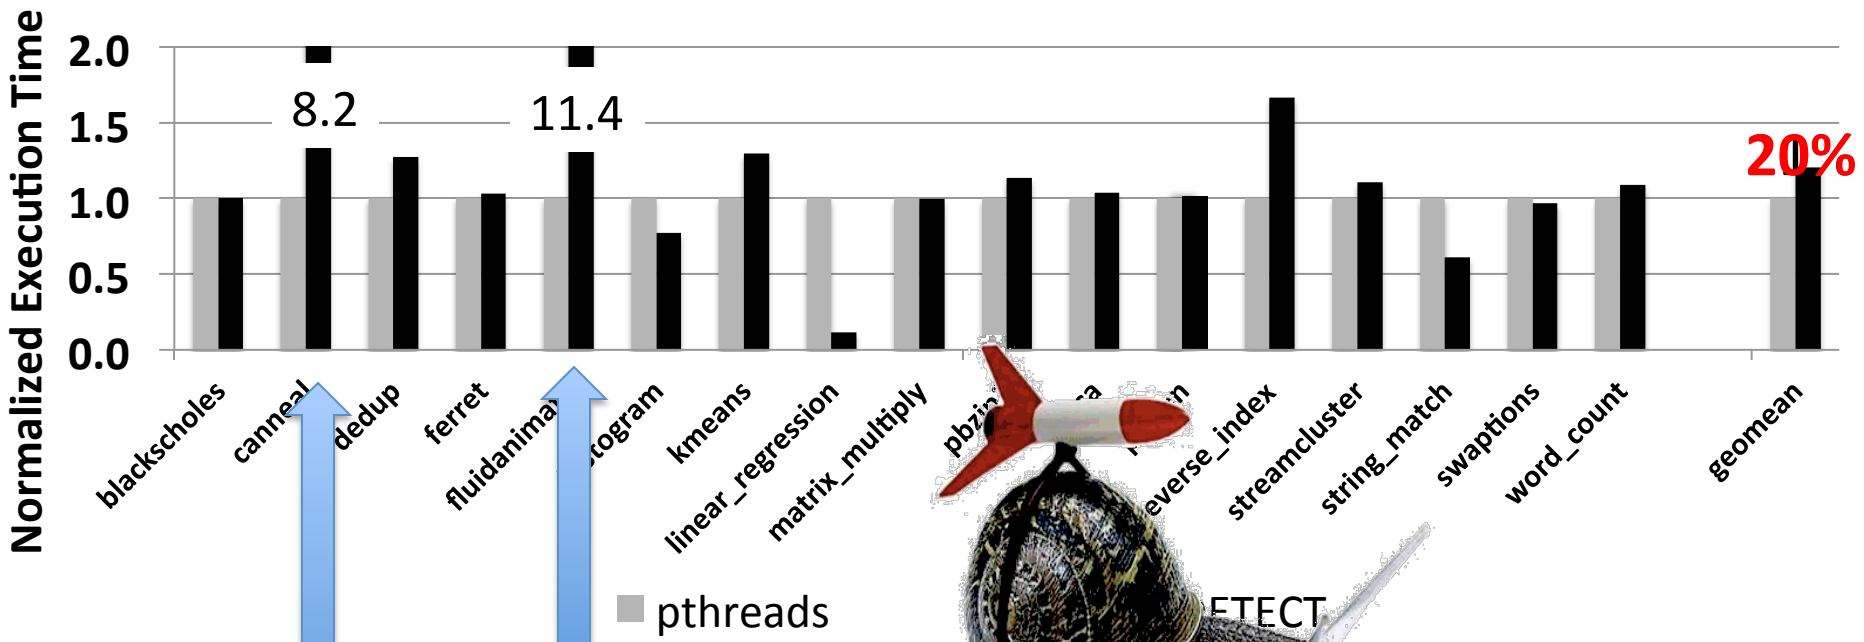 Normalized Execution Time
2.0
1.5
1.0
0.5
0.0
8.2
11.4
20%
blackscholes
canneal
dedup
ferret
kmeans
linear_regression
matrix_multiply
streamcluster
string_match
swaptions
word_count
geomean
pthreads